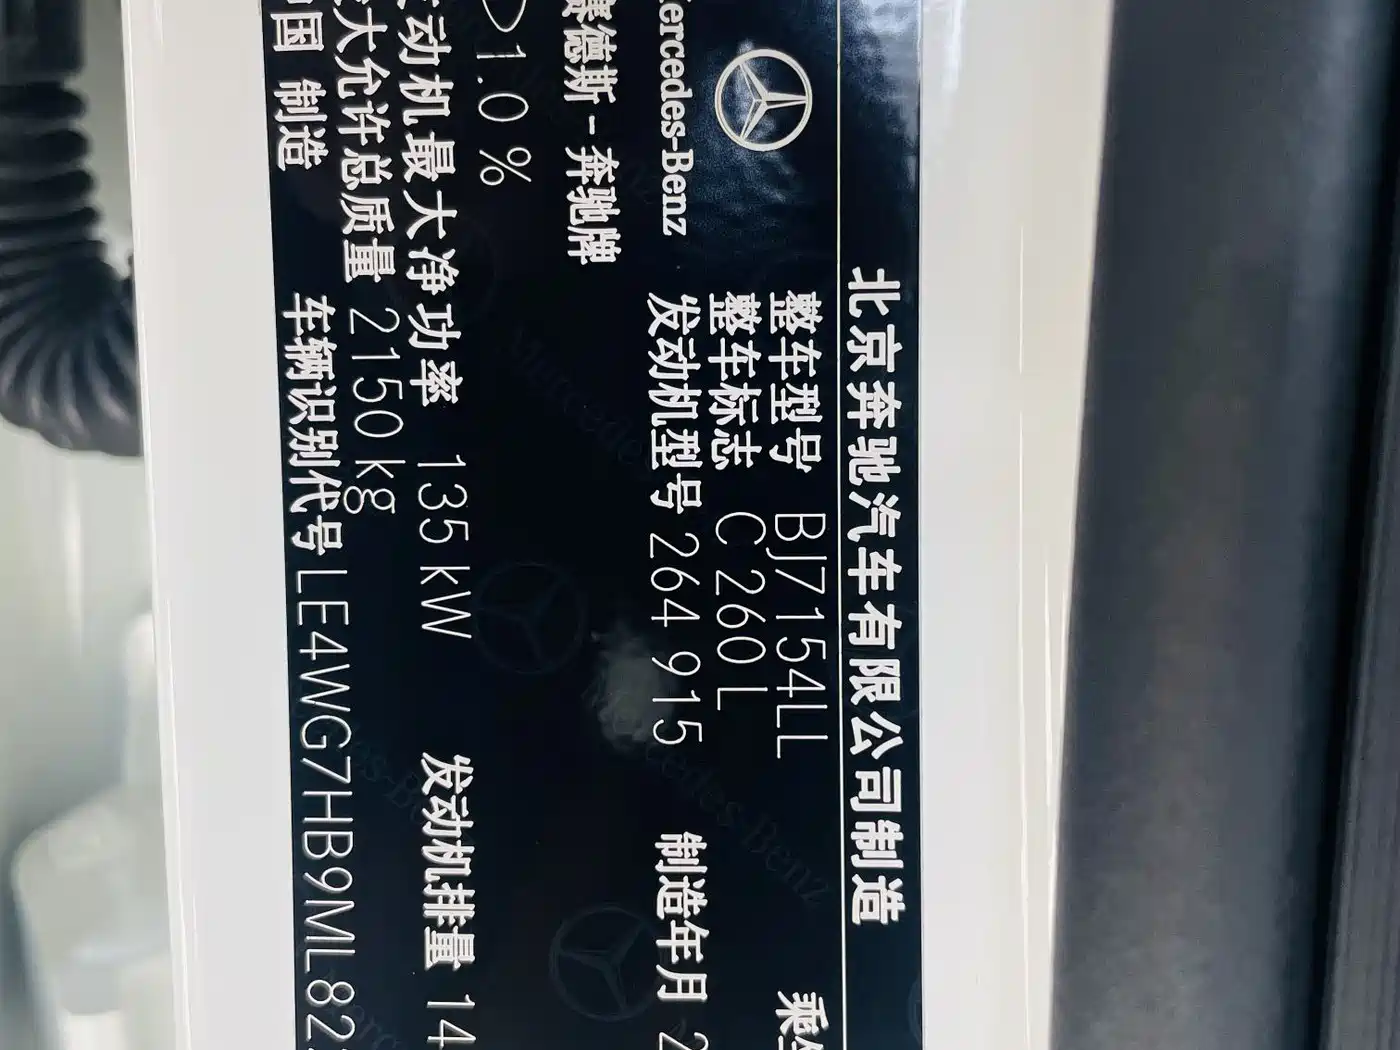 北京奔驰汽车有限公司制造
整车型号 BJ7154LL
整车标志 C 260 L
Mercedes-Benz 发动机型号 264 915 制造年月 2
赛德斯-奔驰牌
>1.0 %
动机最大净功率 135 kW 发动机排量 14
大允许总质量 2150 kg
国 制造 车辆识别代号 LE4WG7HB9ML82